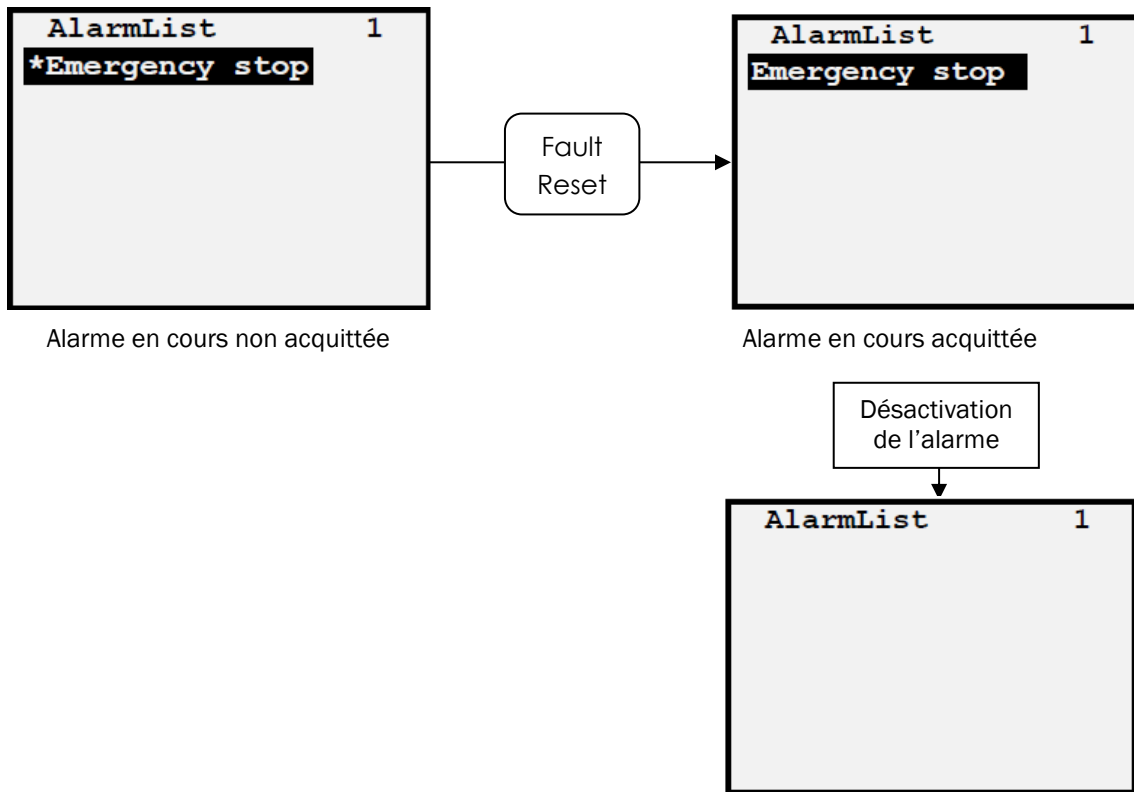 AlarmList 1
*Emergency stop
Fault
Reset
AlarmList 1
Emergency stop
Alarme en cours non acquittée
Alarme en cours acquittée
Désactivation
de l’alarme
AlarmList 1